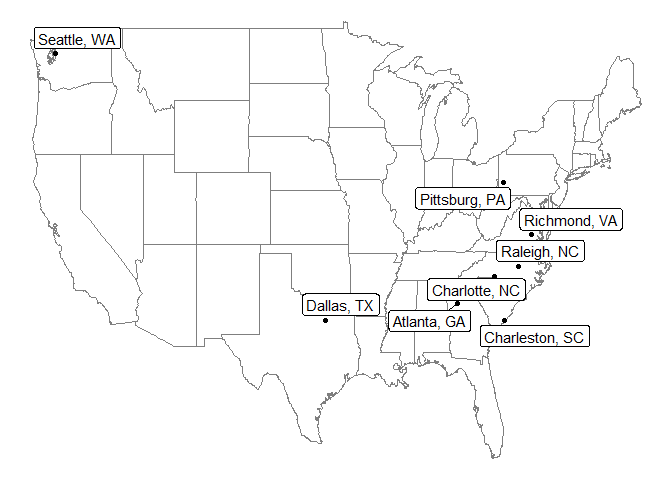 Seattle, WA
Pittsburg, PA
Richmond, VA
Raleigh, NC
Charlotte, NC
Dallas, TX
Atlanta, GA
Charleston, SC